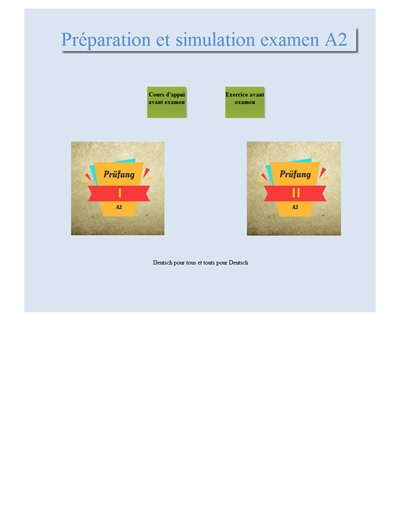 Préparation et simulation examen A2
Cours d'appui
avant examen
Exercice avant
examen
Prüfung
I
A2
Prüfung
II
A2
Deutsch pour tous et touts pour Deutsch